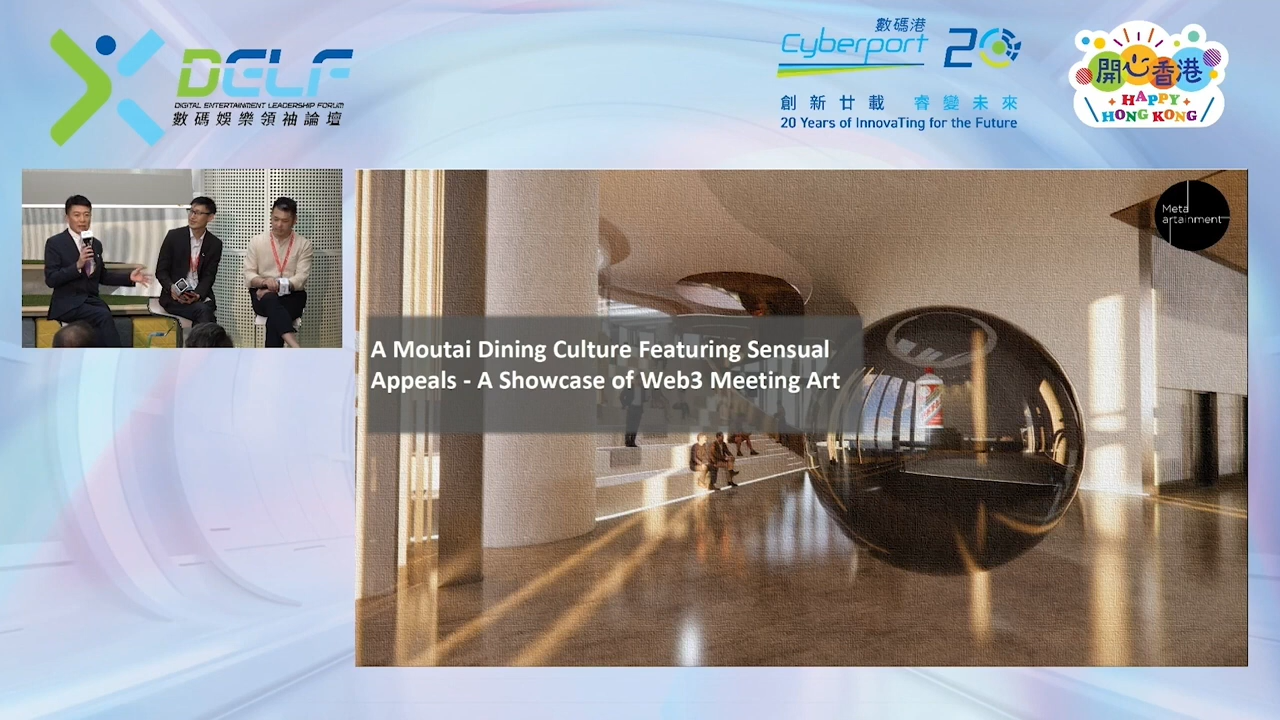 DELF
DIGITAL ENTERTAINMENT LEADERSHIP FORUM
數碼娛樂領袖論壇
數碼港
Cyberport 20
創新廿載 睿變未來
20 Years of InnovaTing for the Future
開心香港
HAPPY
HONG KONG
Meta
artainment
A Moutai Dining Culture Featuring Sensual
Appeals - A Showcase of Web3 Meeting Art